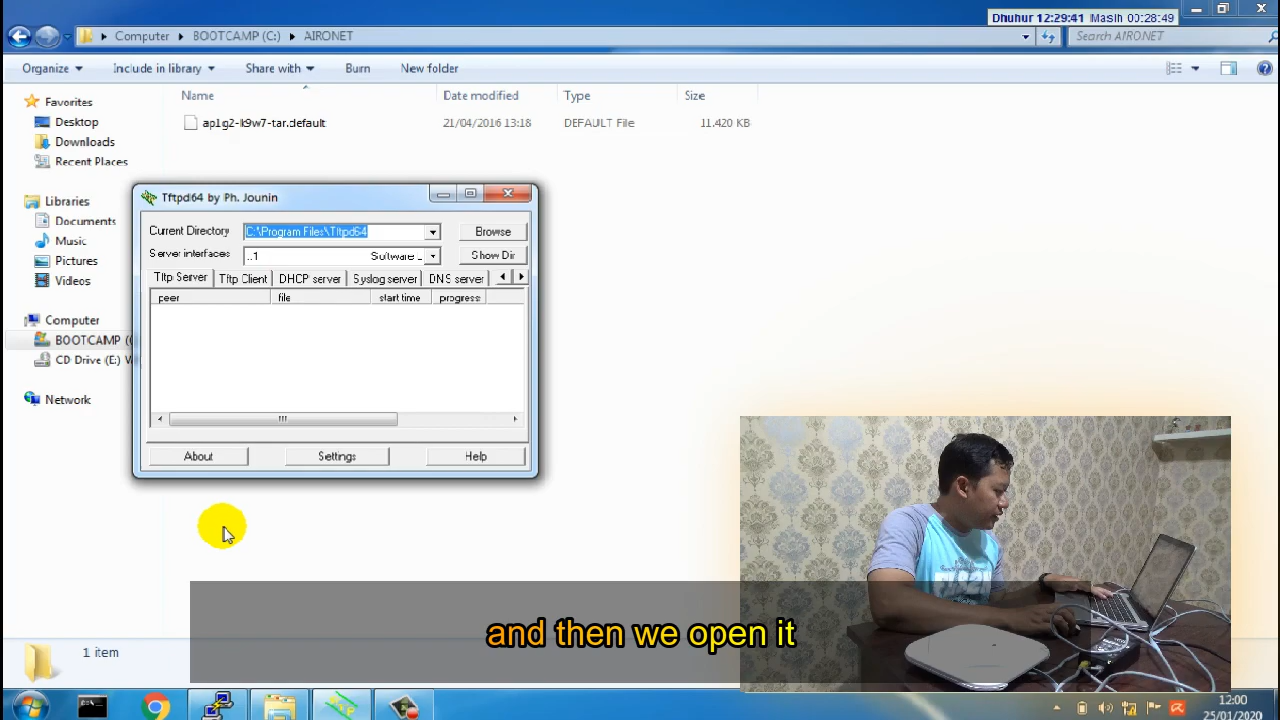 Dhuhur 12:29:41 Masih 00:28:49
Computer BOOTCAMP (C:) AIRONET
Search AIRONET
Organize Include in library Share with Burn New folder
Name Date modified Type Size
ap1g2-k9w7-tar.default 21/04/2016 13:18 DEFAULT File 11.420 KB
Favorites
Desktop
Downloads
Recent Places
Libraries
Documents
Music
Pictures
Videos
Computer
BOOTCAMP (
CD Drive (E:) W
Network
Tftpd64 by Ph. Jounin
Current Directory C:\Program Files\Tftpd64 Browse
Server interfaces ::1 Software .. Show Dir
Tftp Server Tftp Client DHCP server Syslog server DNS server
peer file start time progress
About Settings Help
and then we open it
1 item
12:00
25/01/2020